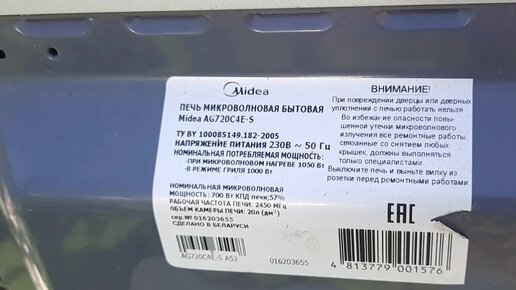 Midea
ПЕЧЬ МИКРОВОЛНОВАЯ БЫТОВАЯ
Midea AG720C4E-S
ТУ BY 100085149.182-2005
НАПРЯЖЕНИЕ ПИТАНИЯ 230В ~ 50 Гц
НОМИНАЛЬНАЯ ПОТРЕБЛЯЕМАЯ МОЩНОСТЬ:
-ПРИ МИКРОВОЛНОВОМ НАГРЕВЕ 1050 Вт
-В РЕЖИМЕ ГРИЛЯ 1000 Вт
НОМИНАЛЬНАЯ МИКРОВОЛНОВАЯ
МОЩНОСТЬ: 700 Вт КПД печи:57%
РАБОЧАЯ ЧАСТОТА ПЕЧИ: 2450 МГц
ОБЪЕМ КАМЕРЫ ПЕЧИ: 20л (дм³)
сер.№ 016203655
СДЕЛАНО В БЕЛАРУСИ
AG720C4E-S A52
016203655
ВНИМАНИЕ!
При повреждении дверцы или дверных
уплотнений с печью работать нельзя
Во избежание опасности повы-
шенной утечки микроволнового
излучения все ремонтные работы
связанные со снятием любых
крышек, должны выполняться
только специалистами.
Выключите печь и выньте вилку из
розетки перед ремонтными работами
EAC
4 813779 001576